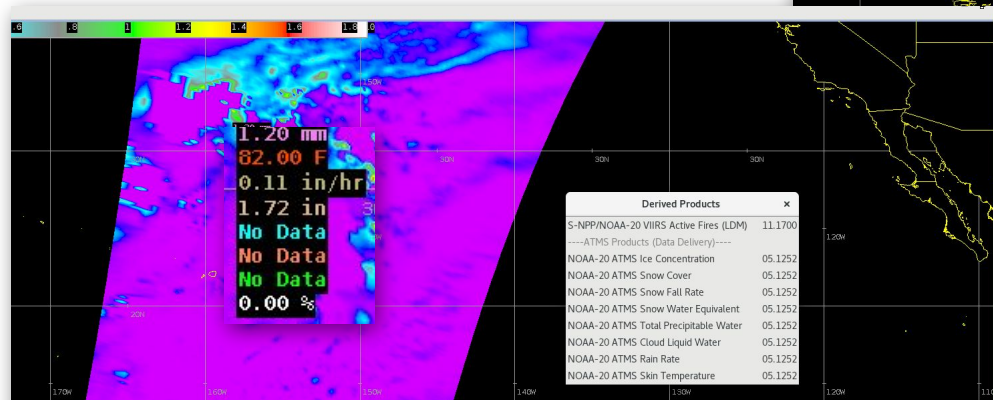 .6 .8 1 1.2 1.4 1.6 1.8 .0
150W
30N 30N
1.20 mm
82.00 F
0.11 in/hr
1.72 in
No Data
No Data
No Data
0.00 %
Derived Products ×
S-NPP/NOAA-20 VIIRS Active Fires (LDM) 11.1700
----ATMS Products (Data Delivery)----
NOAA-20 ATMS Ice Concentration 05.1252
NOAA-20 ATMS Snow Cover 05.1252
NOAA-20 ATMS Snow Fall Rate 05.1252
NOAA-20 ATMS Snow Water Equivalent 05.1252
NOAA-20 ATMS Total Precipitable Water 05.1252
NOAA-20 ATMS Cloud Liquid Water 05.1252
NOAA-20 ATMS Rain Rate 05.1252
NOAA-20 ATMS Skin Temperature 05.1252
30N
120W
20N
170W 160W 150W 140W 130W 120W